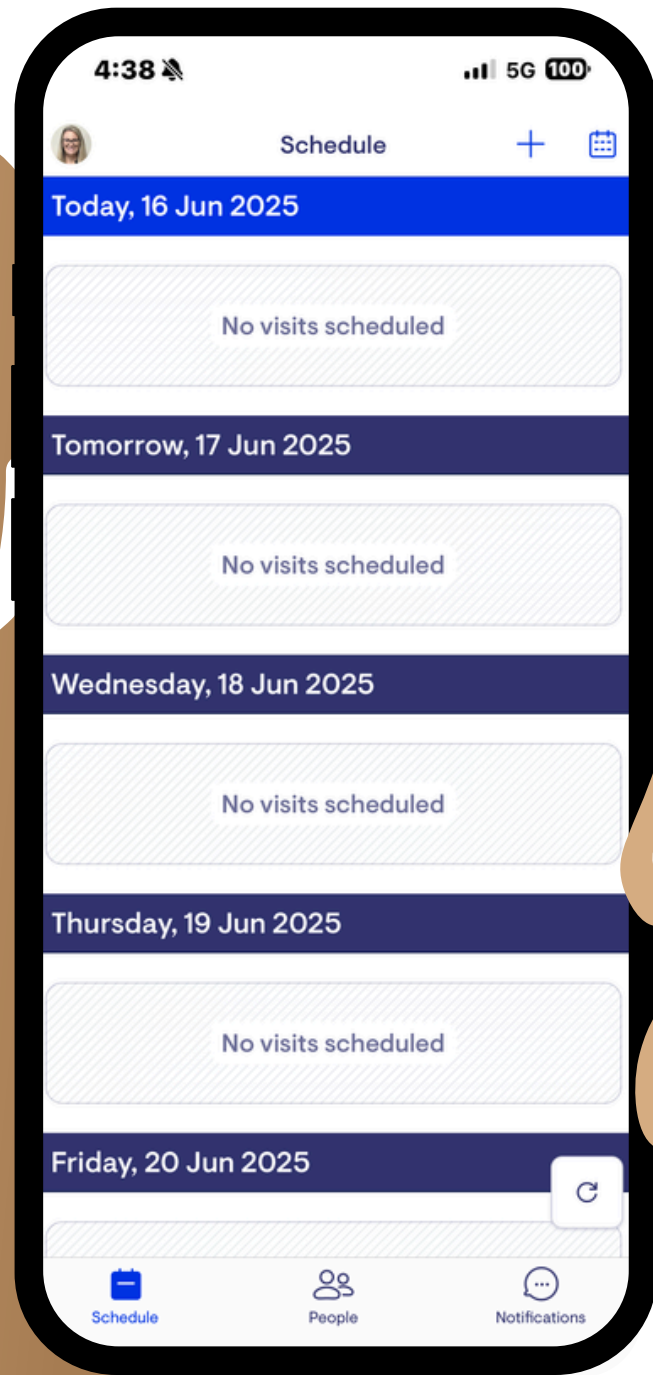 4:38
5G 100
Schedule
Today, 16 Jun 2025
No visits scheduled
Tomorrow, 17 Jun 2025
No visits scheduled
Wednesday, 18 Jun 2025
No visits scheduled
Thursday, 19 Jun 2025
No visits scheduled
Friday, 20 Jun 2025
Schedule
People
Notifications